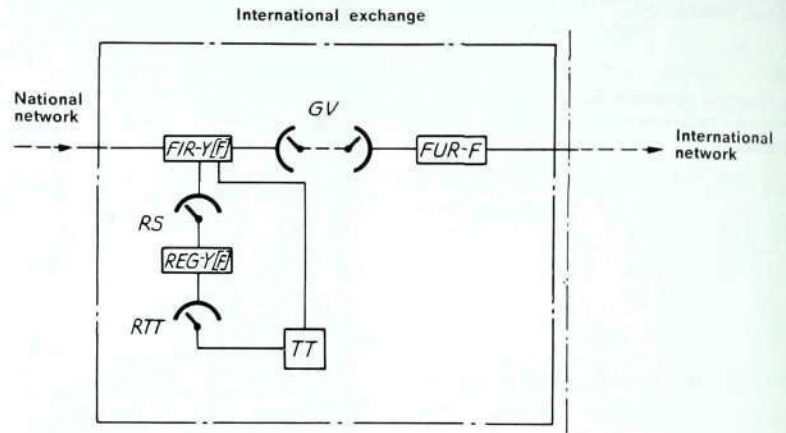 International exchange
National
network
GV
FIR-Y[F]
FUR-F
International
network
RS
REG-Y[F]
RTT
TT